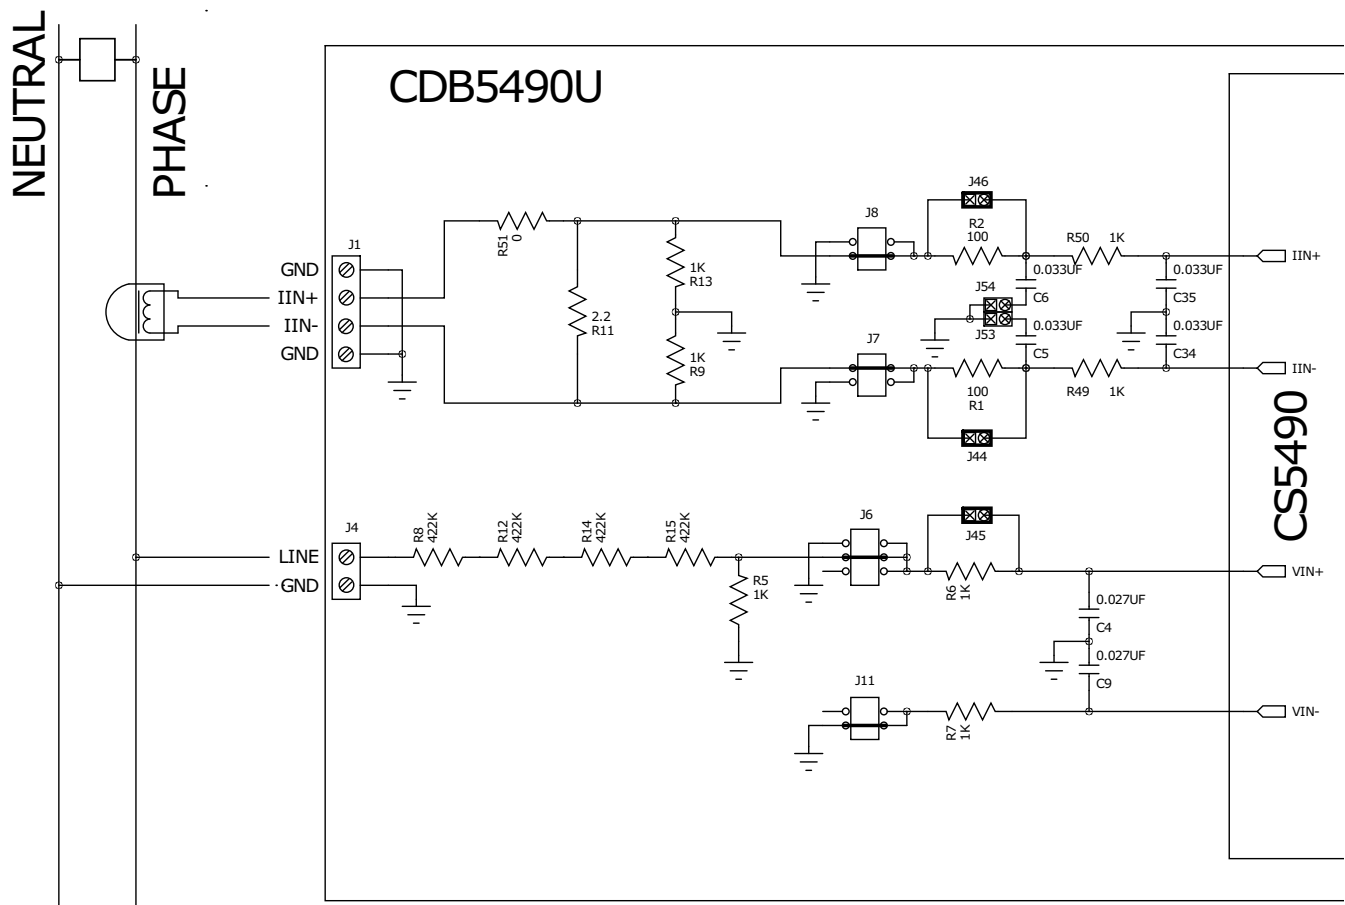 NEUTRAL
PHASE
CDB5490U
J1
GND
IIN+
IIN-
GND
R51
0
2.2
R11
1K
R13
1K
R9
J8
J46
R2
100
R50 1K
0.033UF
C6
0.033UF
C35
IIN+
J54
J53
0.033UF
C5
0.033UF
C34
J7
100
R1
R49 1K
IIN-
J44
CS5490
J4
LINE
GND
R8
422K
R12
422K
R14
422K
R15
422K
R5
1K
J6
J45
R6
1K
VIN+
0.027UF
C4
0.027UF
C9
J11
R7
1K
VIN-